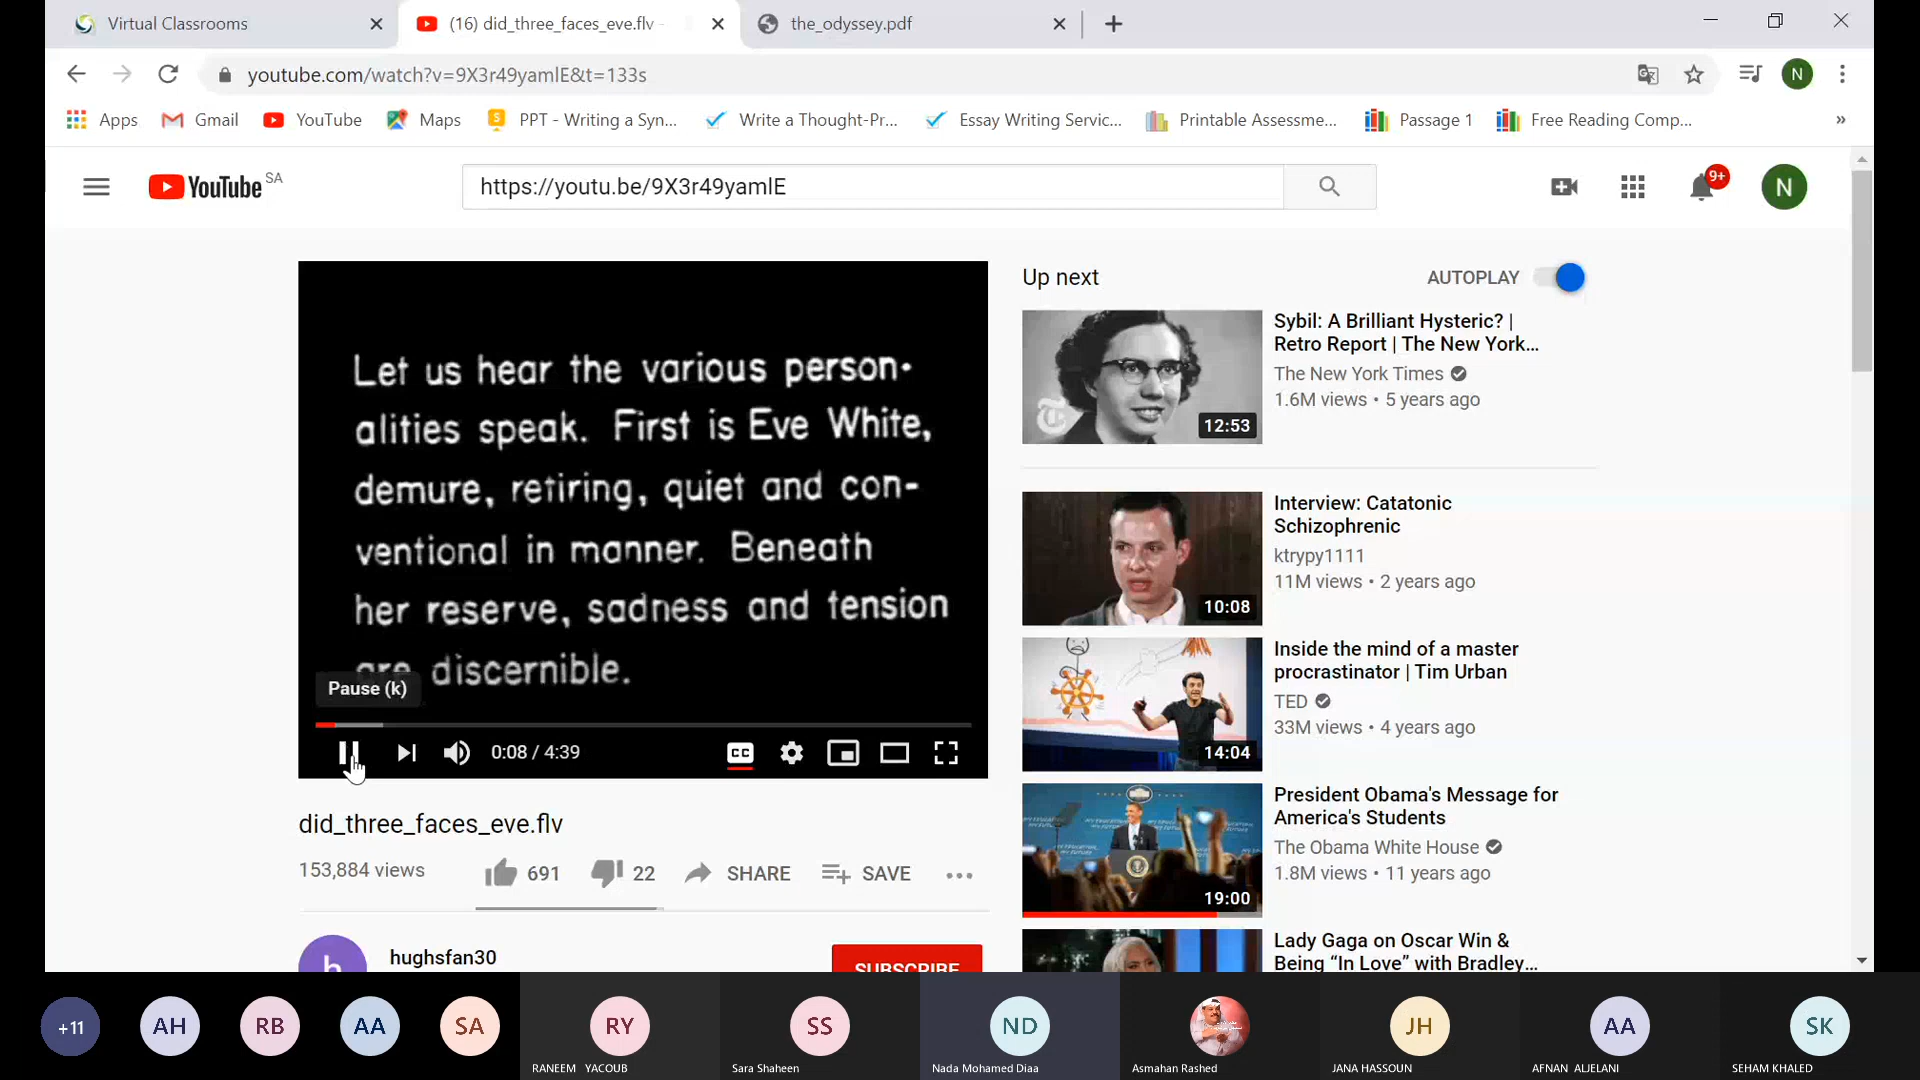 Virtual Classrooms
(16) did_three_faces_eve.flv -
the_odyssey.pdf
youtube.com/watch?v=9X3r49yamlE&t=133s
N
Apps
Gmail
YouTube
Maps
PPT - Writing a Syn...
Write a Thought-Pr...
Essay Writing Servic...
Printable Assessme...
Passage 1
Free Reading Comp...
»
YouTube SA
https://youtu.be/9X3r49yamlE
9+
N
Let us hear the various person-
alities speak. First is Eve White,
demure, retiring, quiet and con-
ventional in manner. Beneath
her reserve, sadness and tension
are discernible.
Pause (k)
0:08 / 4:39
CC
did_three_faces_eve.flv
153,884 views
691
22
SHARE
SAVE
h
hughsfan30
SUBSCRIBE
Up next
AUTOPLAY
12:53
Sybil: A Brilliant Hysteric? |
Retro Report | The New York...
The New York Times
1.6M views • 5 years ago
10:08
Interview: Catatonic
Schizophrenic
ktrypy1111
11M views • 2 years ago
14:04
Inside the mind of a master
procrastinator | Tim Urban
TED
33M views • 4 years ago
19:00
President Obama's Message for
America's Students
The Obama White House
1.8M views • 11 years ago
Lady Gaga on Oscar Win &
Being “In Love” with Bradley...
+11
AH
RB
AA
SA
RY
RANEEM YACOUB
SS
Sara Shaheen
ND
Nada Mohamed Diaa
Asmahan Rashed
JH
JANA HASSOUN
AA
AFNAN ALJELANI
SK
SEHAM KHALED